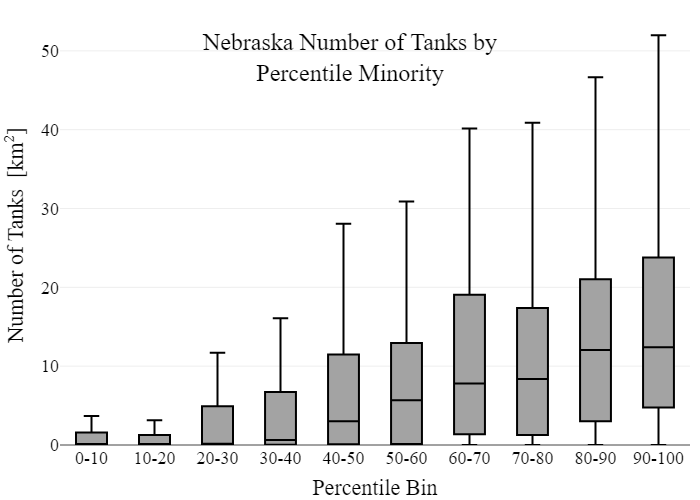 Nebraska Number of Tanks by
Percentile Minority
Number of Tanks [km²]
50
40
30
20
10
0
0-10 10-20 20-30 30-40 40-50 50-60 60-70 70-80 80-90 90-100
Percentile Bin